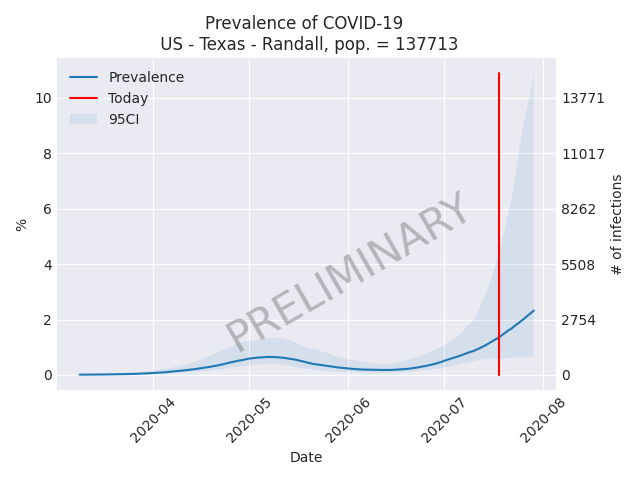 Prevalence of COVID-19
US - Texas - Randall, pop. = 137713
Prevalence
Today
95CI
10
8
6
4
2
0
%
13771
11017
8262
5508
2754
0
# of infections
PRELIMINARY
2020-04
2020-05
2020-06
2020-07
2020-08
Date